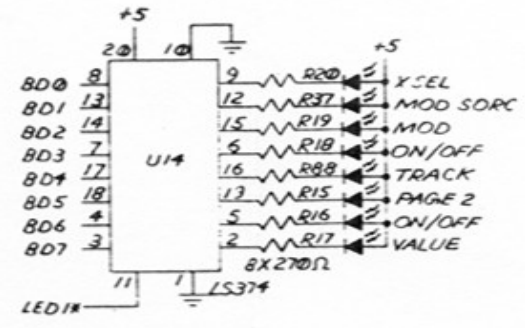 +5
20 10
+5
BD0 8 9 R20 XSEL
BD1 13 12 R37 MOD SORC
BD2 14 15 R19 MOD
BD3 7 6 R18 ON/OFF
BD4 17 16 R88 TRACK
BD5 18 13 R15 PAGE 2
BD6 4 5 R16 ON/OFF
BD7 3 2 R17 VALUE
U14
8X270Ω
11 1 LS374
LED1*